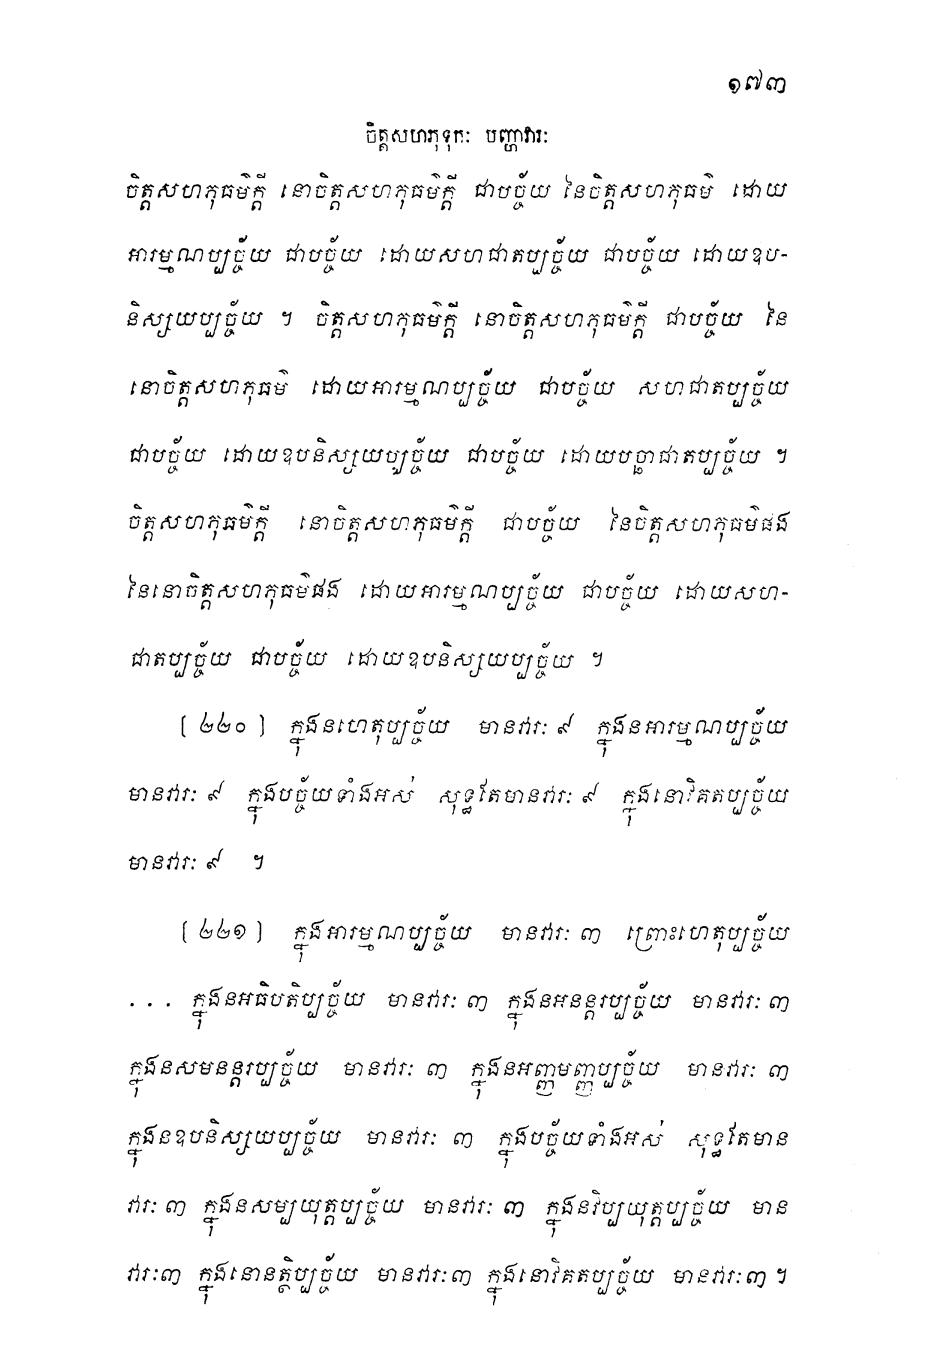 ១៧៣
ចិត្តសហភុទុកៈ បញ្ហាវារៈ
ចិត្តសហភុធម៌ក្តី នោចិត្តសហភុធម៌ក្តី ជាបច្ច័យ នៃចិត្តសហភុធម៌ ដោយ
អារម្មណប្បច្ច័យ ជាបច្ច័យ ដោយសហជាតប្បច្ច័យ ជាបច្ច័យ ដោយឧប-
និស្សយប្បច្ច័យ ។ ចិត្តសហភុធម៌ក្តី នោចិត្តសហភុធម៌ក្តី ជាបច្ច័យ នៃ
នោចិត្តសហភុធម៌ ដោយអារម្មណប្បច្ច័យ ជាបច្ច័យ សហជាតប្បច្ច័យ
ជាបច្ច័យ ដោយឧបនិស្សយប្បច្ច័យ ជាបច្ច័យ ដោយបច្ឆាជាតប្បច្ច័យ ។
ចិត្តសហភុធម៌ក្តី នោចិត្តសហភុធម៌ក្តី ជាបច្ច័យ នៃចិត្តសហភុធម៌ផង
នៃនោចិត្តសហភុធម៌ផង ដោយអារម្មណប្បច្ច័យ ជាបច្ច័យ ដោយសហ-
ជាតប្បច្ច័យ ជាបច្ច័យ ដោយឧបនិស្សយប្បច្ច័យ ។
(២២០) ក្នុងនហេតុប្បច្ច័យ មានវារៈ ៩ ក្នុងនអារម្មណប្បច្ច័យ
មានវារៈ ៩ ក្នុងបច្ច័យទាំងអស់ សុទ្ធតែមានវារៈ ៩ ក្នុងនោវិគតប្បច្ច័យ
មានវារៈ ៩ ។
(២២១) ក្នុងអារម្មណប្បច្ច័យ មានវារៈ ៣ ព្រោះហេតុប្បច្ច័យ
... ក្នុងនអធិបតិប្បច្ច័យ មានវារៈ ៣ ក្នុងនអនន្តរប្បច្ច័យ មានវារៈ ៣
ក្នុងនសមនន្តរប្បច្ច័យ មានវារៈ ៣ ក្នុងនអញ្ញមញ្ញប្បច្ច័យ មានវារៈ ៣
ក្នុងនឧបនិស្សយប្បច្ច័យ មានវារៈ ៣ ក្នុងបច្ច័យទាំងអស់ សុទ្ធតែមាន
វារៈ ៣ ក្នុងនសម្បយុត្តប្បច្ច័យ មានវារៈ ៣ ក្នុងនវិប្បយុត្តប្បច្ច័យ មាន
វារៈ៣ ក្នុងនោនត្ថិប្បច្ច័យ មានវារៈ៣ ក្នុងនោវិគតប្បច្ច័យ មានវារៈ៣ ។